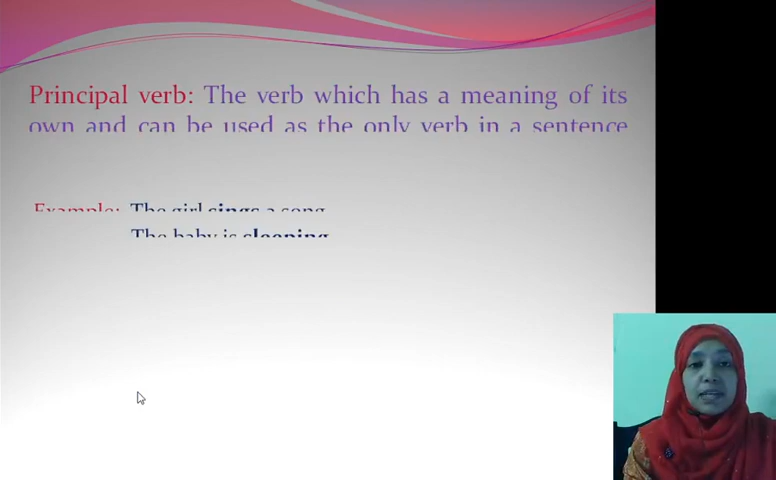 Principal verb: The verb which has a meaning of its
own and can be used as the only verb in a sentence
Example: The girl sings a song
The baby is sleeping